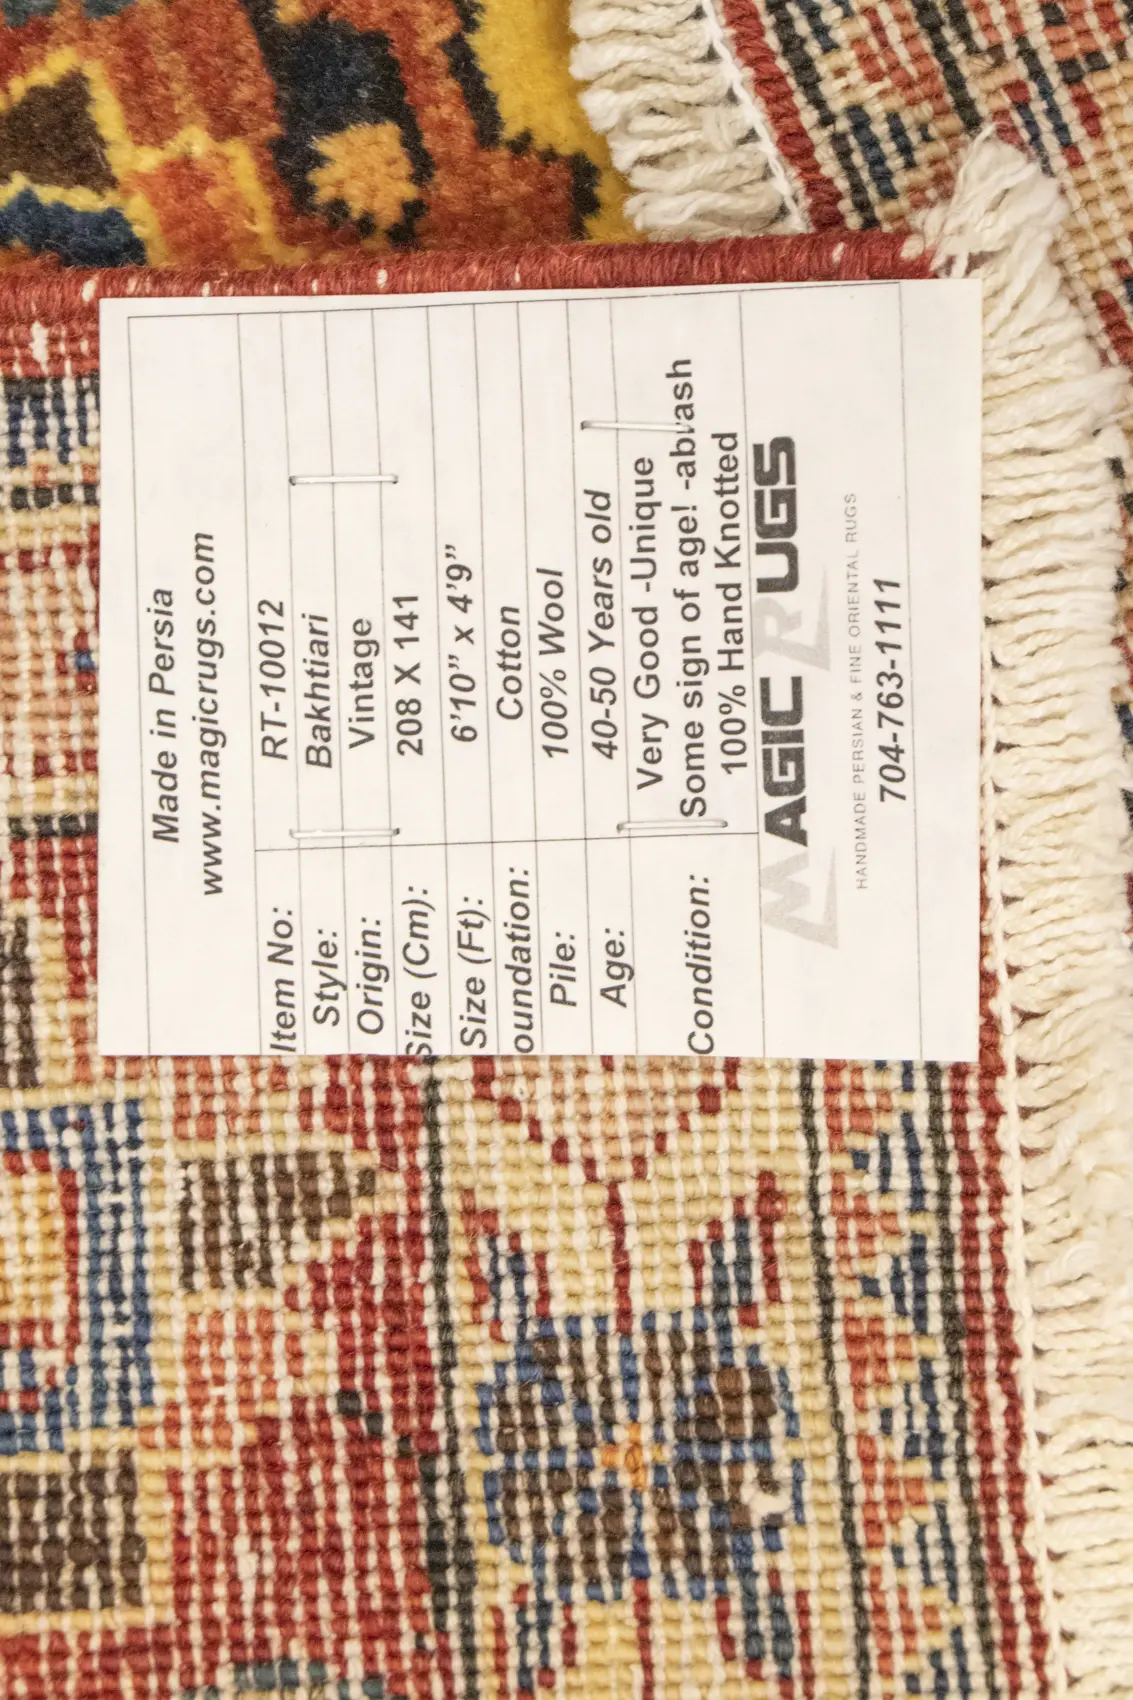 Made in Persia
www.magicrugs.com
Item No: RT-10012
Style: Bakhtiari
Origin: Vintage
Size (Cm): 208 X 141
Size (Ft): 6'10" x 4'9"
oundation: Cotton
Pile: 100% Wool
Age: 40-50 Years old
Very Good -Unique
Condition: Some sign of age! -abrash
100% Hand Knotted
MAGIC RUGS
HANDMADE PERSIAN & FINE ORIENTAL RUGS
704-763-1111